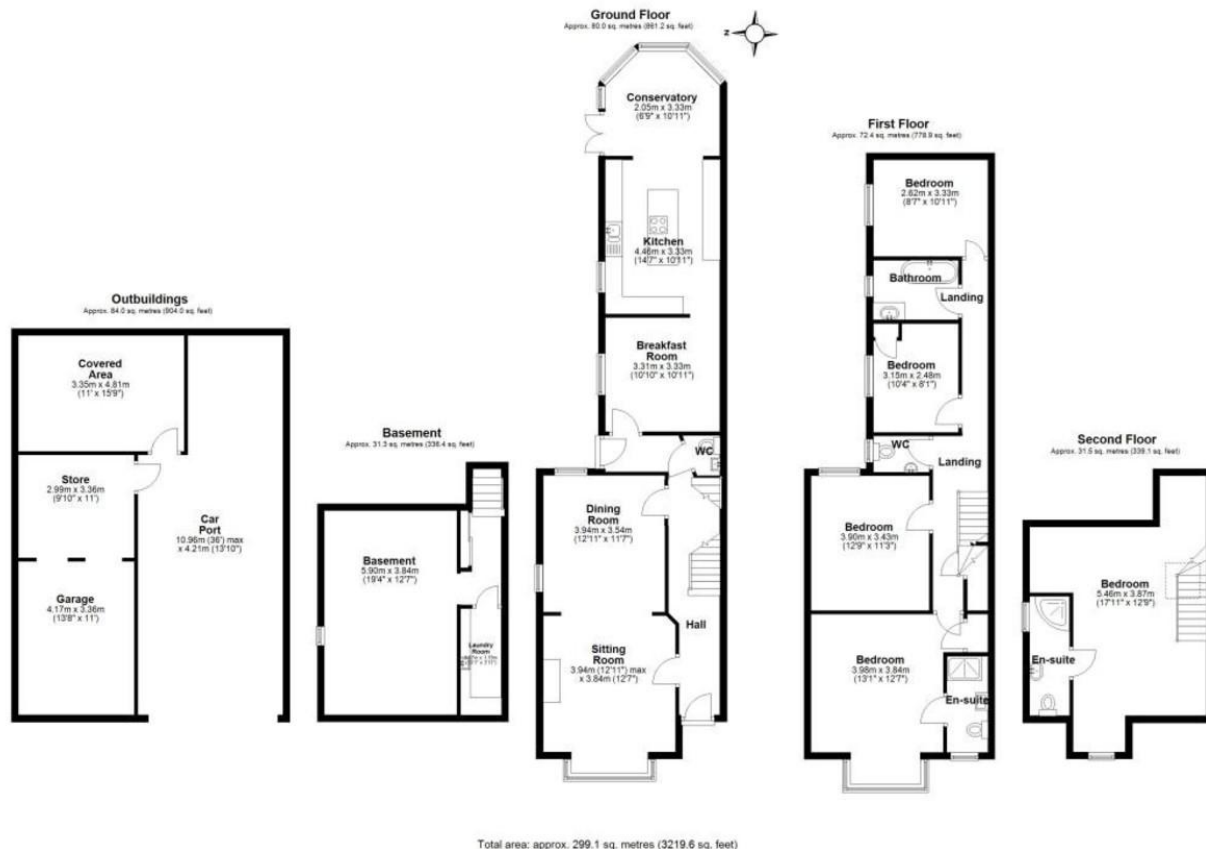 Outbuildings
Approx. 84.0 sq. metres (904.0 sq. feet)
Covered
Area
3.35m x 4.81m
(11' x 15'9")
Store
2.99m x 3.36m
(9'10" x 11')
Car
Port
10.96m (36') max
x 4.21m (13'10")
Garage
4.17m x 3.36m
(13'8" x 11')
Basement
Approx. 31.3 sq. metres (336.4 sq. feet)
Basement
5.90m x 3.84m
(19'4" x 12'7")
Laundry
Room
Ground Floor
Approx. 80.0 sq. metres (861.2 sq. feet)
z
Conservatory
2.05m x 3.33m
(6'9" x 10'11")
Kitchen
4.46m x 3.33m
(14'7" x 10'11")
Breakfast
Room
3.31m x 3.33m
(10'10" x 10'11")
WC
Dining
Room
3.94m x 3.54m
(12'11" x 11'7")
Hall
Sitting
Room
3.94m (12'11") max
x 3.84m (12'7")
First Floor
Approx. 72.4 sq. metres (778.9 sq. feet)
Bedroom
2.62m x 3.33m
(8'7" x 10'11")
Bathroom
Landing
Bedroom
3.15m x 2.48m
(10'4" x 8'1")
WC
Landing
Bedroom
3.90m x 3.43m
(12'9" x 11'3")
Bedroom
3.98m x 3.84m
(13'1" x 12'7")
En-suite
Second Floor
Approx. 31.5 sq. metres (339.1 sq. feet)
Bedroom
5.46m x 3.87m
(17'11" x 12'9")
En-suite
Total area: approx. 299.1 sq. metres (3219.6 sq. feet)